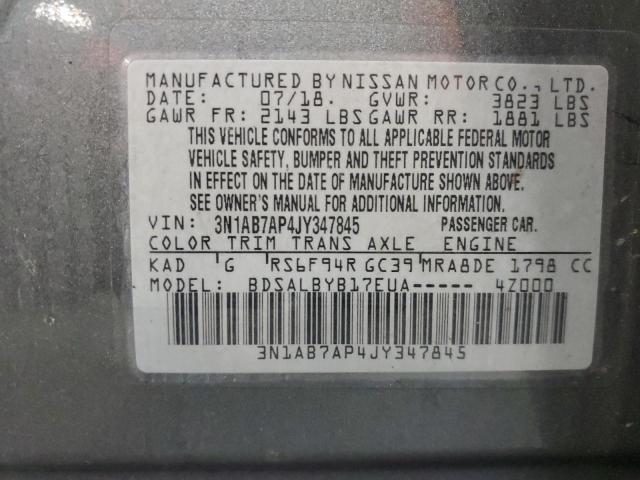 MANUFACTURED BY NISSAN MOTOR CO., LTD.
DATE: 07/18. GVWR: 3823 LBS
GAWR FR: 2143 LBS GAWR RR: 1881 LBS
THIS VEHICLE CONFORMS TO ALL APPLICABLE FEDERAL MOTOR
VEHICLE SAFETY, BUMPER AND THEFT PREVENTION STANDARDS
IN EFFECT ON THE DATE OF MANUFACTURE SHOWN ABOVE.
SEE OWNER'S MANUAL FOR ADDITIONAL INFORMATION.
VIN: 3N1AB7AP4JY347845 PASSENGER CAR.
COLOR TRIM TRANS AXLE ENGINE
KAD G RS6F94R GC39 MRA8DE 1798 CC
MODEL: BDSALBYB17EUA----- 4Z000
3N1AB7AP4JY347845